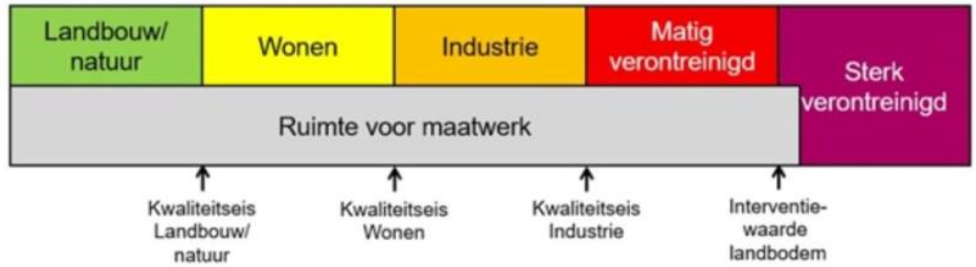 Landbouw/
natuur
Wonen
Industrie
Matig
verontreinigd
Sterk
verontreinigd
Ruimte voor maatwerk
Kwaliteitseis
Landbouw/
natuur
Kwaliteitseis
Wonen
Kwaliteitseis
Industrie
Interventie-
waarde
landbodem